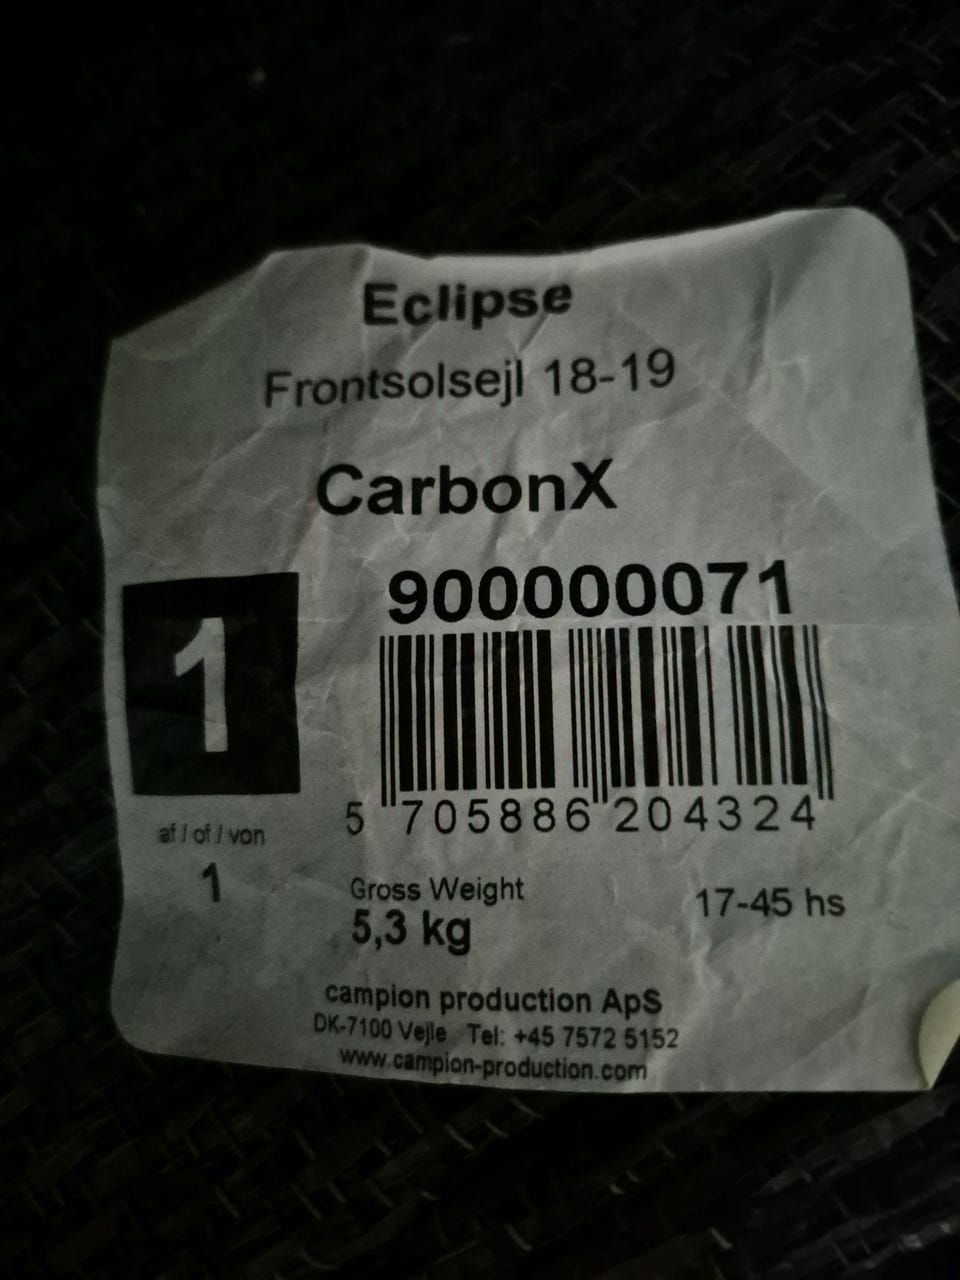 Eclipse
Frontsolsejl 18-19
CarbonX
900000071
1
5 705886 204324
af / of / von
1
Gross Weight
5,3 kg
17-45 hs
campion production ApS
DK-7100 Vejle Tel: +45 7572 5152
www.campion-production.com